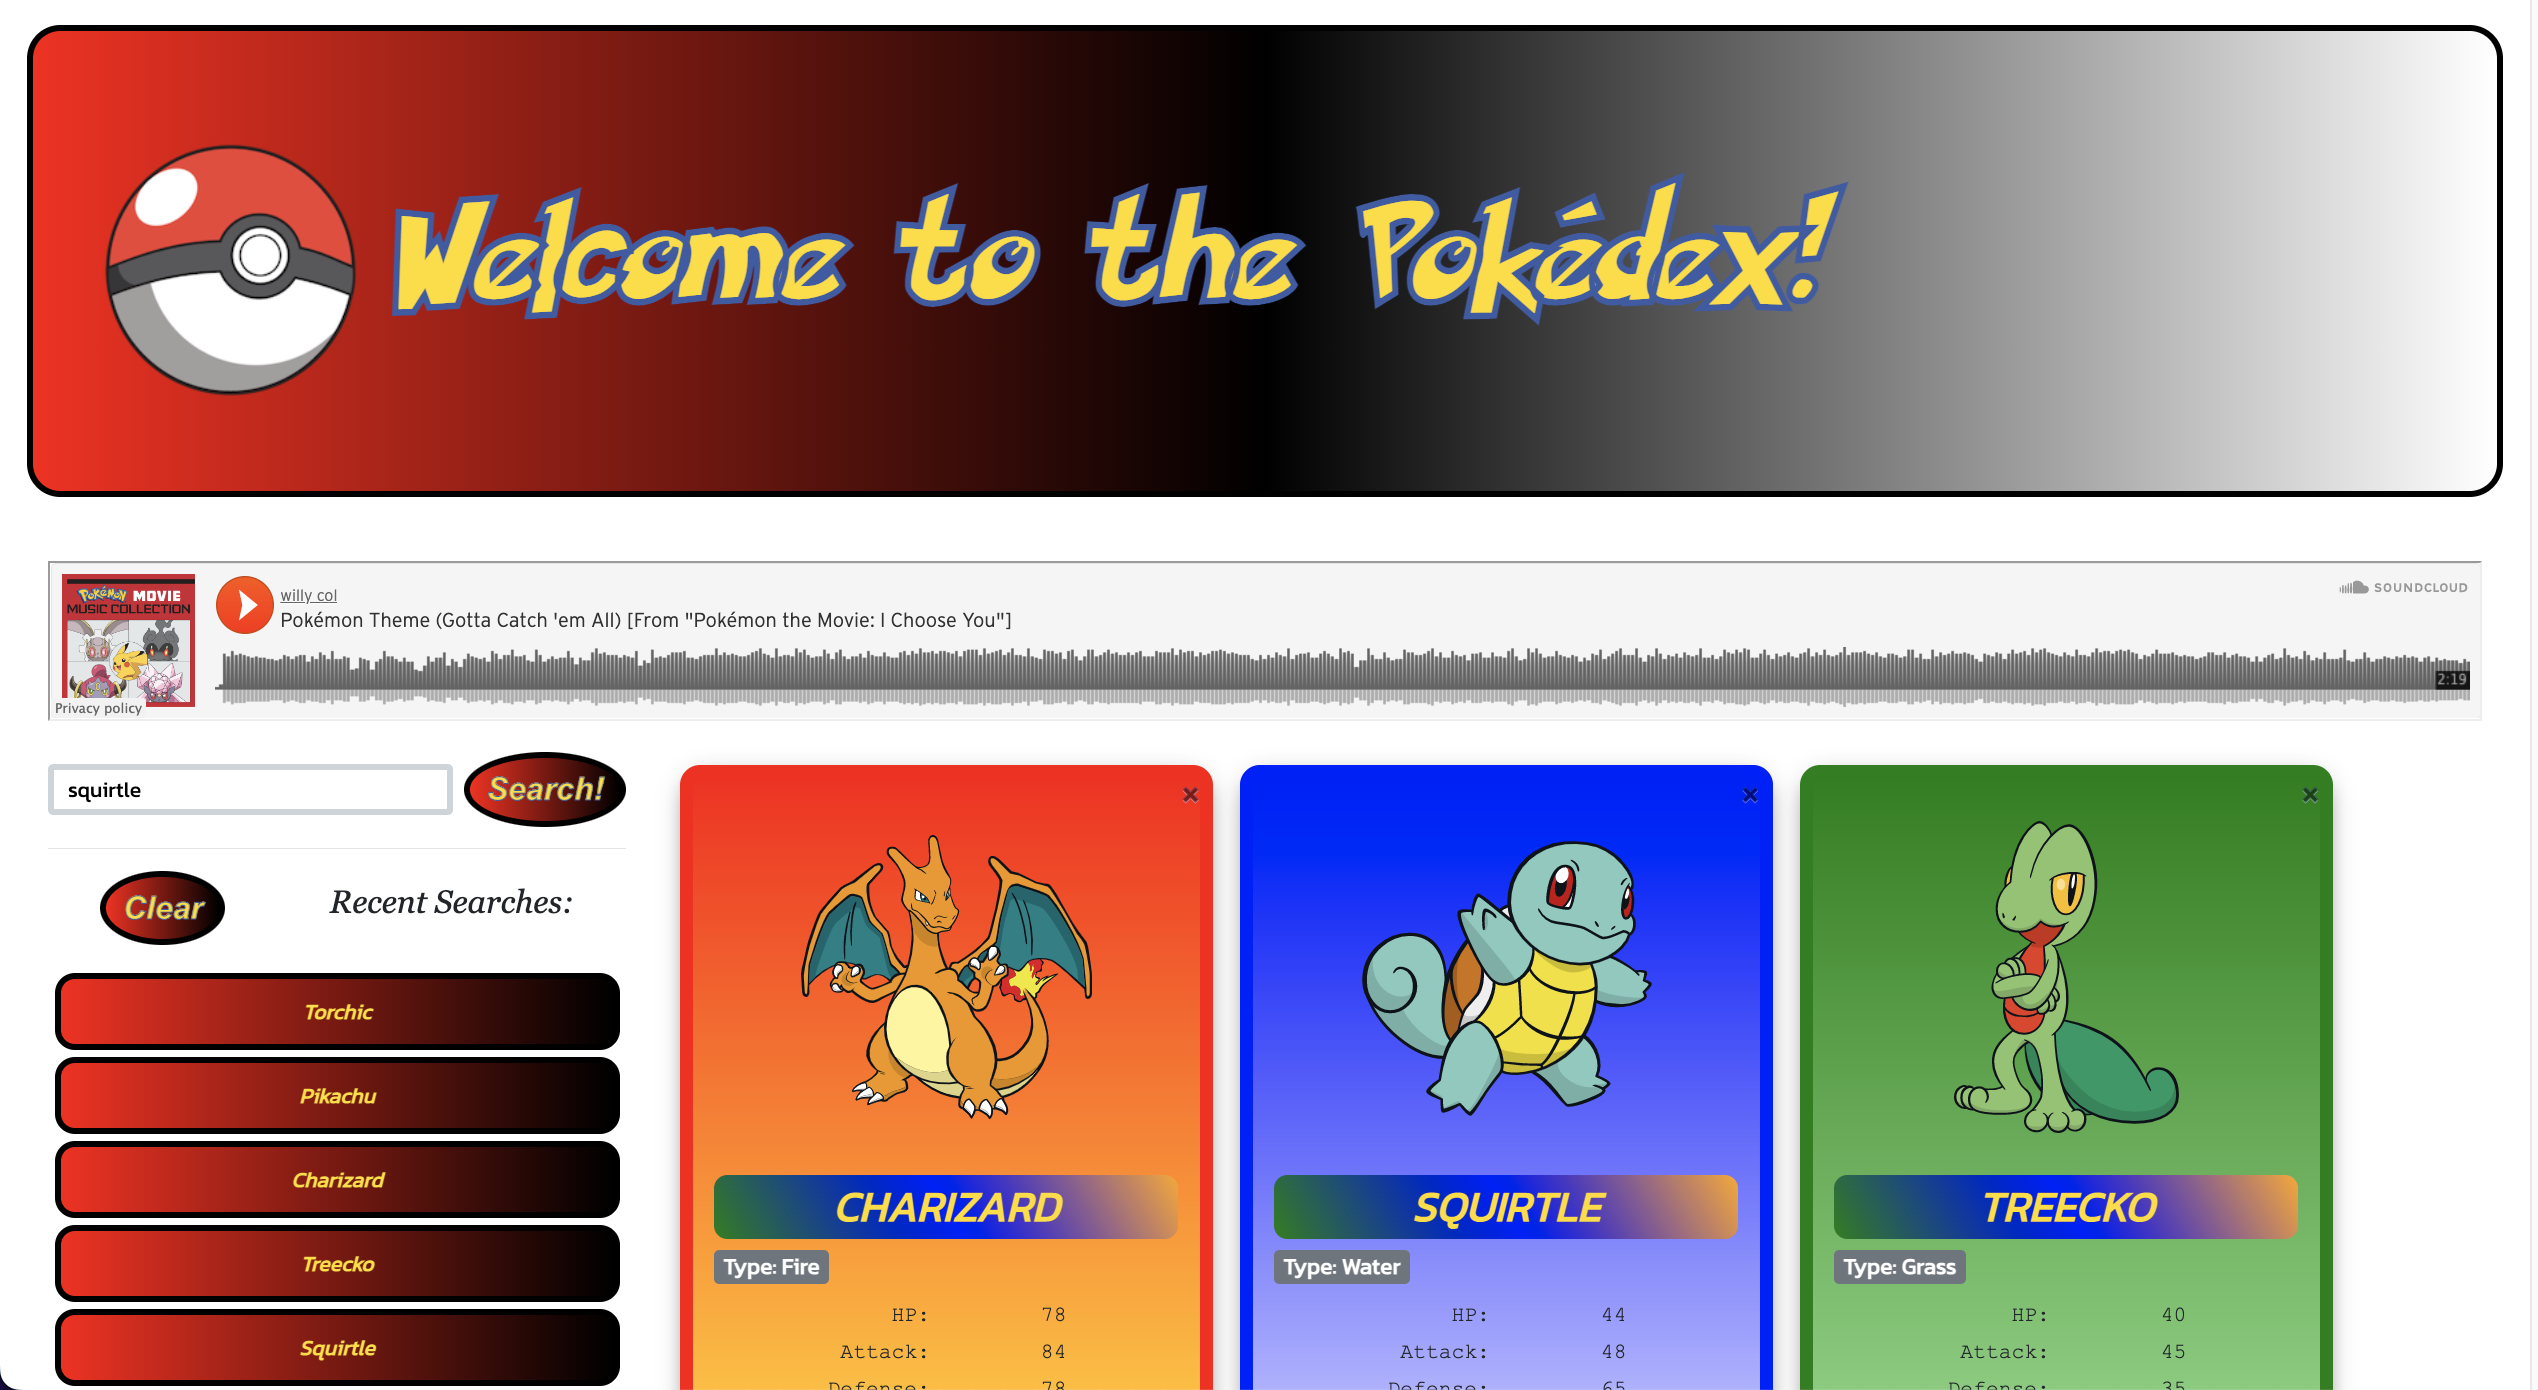 Welcome to the Pokédex!
POKÉMON MOVIE
MUSIC COLLECTION
willy col
Pokémon Theme (Gotta Catch 'em All) [From "Pokémon the Movie: I Choose You"]
SOUNDCLOUD
2:19
Privacy policy
squirtle
Search!
Clear
Recent Searches:
Torchic
Pikachu
Charizard
Treecko
Squirtle
×
CHARIZARD
Type: Fire
HP: 78
Attack: 84
Defense: 78
×
SQUIRTLE
Type: Water
HP: 44
Attack: 48
Defense: 65
×
TREECKO
Type: Grass
HP: 40
Attack: 45
Defense: 35